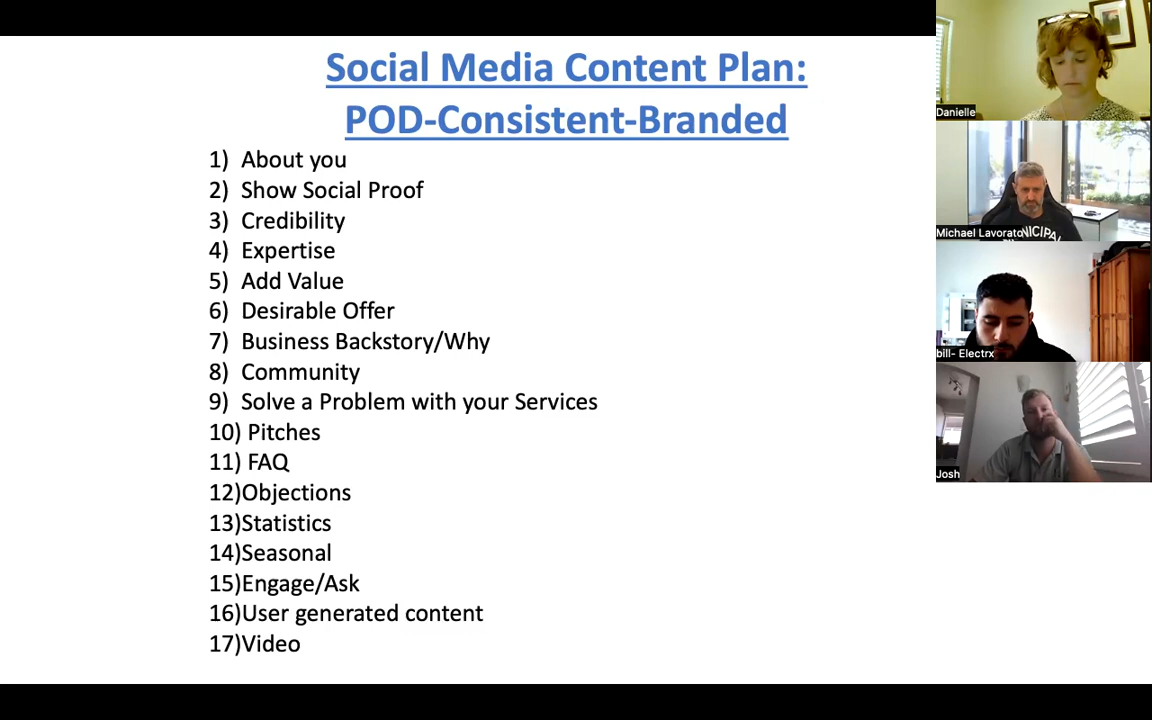 Social Media Content Plan:
POD-Consistent-Branded
1) About you
2) Show Social Proof
3) Credibility
4) Expertise
5) Add Value
6) Desirable Offer
7) Business Backstory/Why
8) Community
9) Solve a Problem with your Services
10) Pitches
11) FAQ
12)Objections
13)Statistics
14)Seasonal
15)Engage/Ask
16)User generated content
17)Video
Danielle
Michael Lavorato
bill- Electrx
Josh